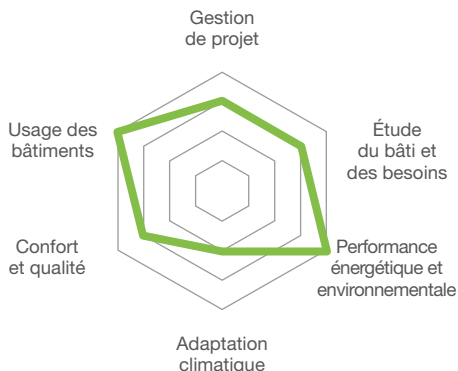 Gestion
de projet
Usage des
bâtiments
Étude
du bâti et
des besoins
Confort
et qualité
Performance
énergétique et
environnementale
Adaptation
climatique